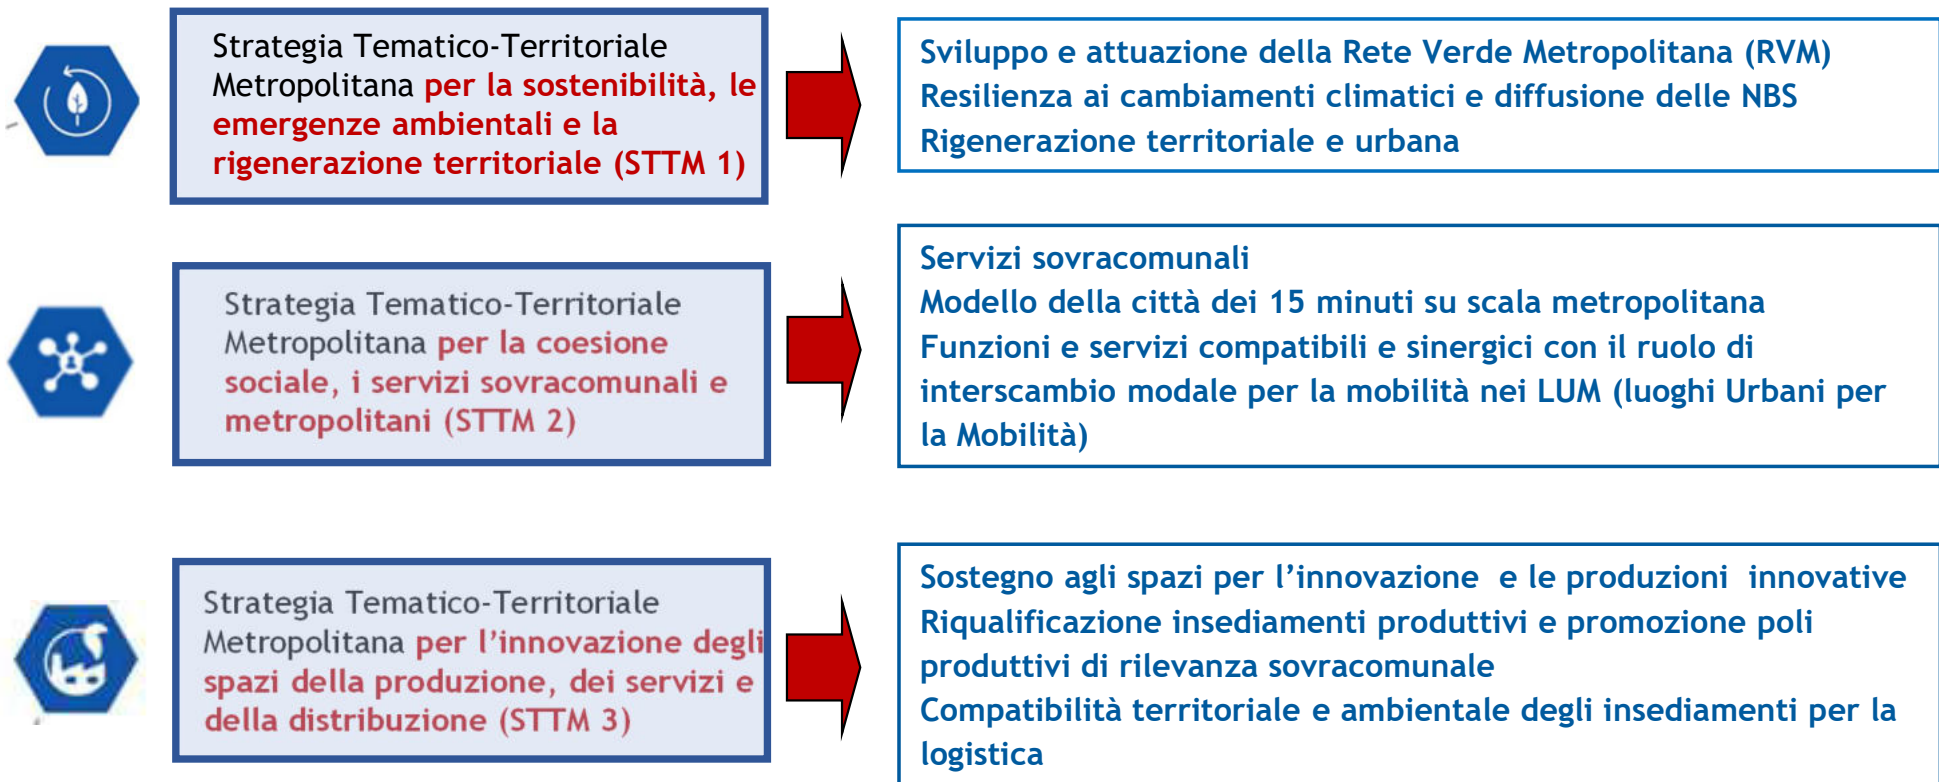 Strategia Tematico-Territoriale
Metropolitana per la sostenibilità, le
emergenze ambientali e la
rigenerazione territoriale (STTM 1)
Sviluppo e attuazione della Rete Verde Metropolitana (RVM)
Resilienza ai cambiamenti climatici e diffusione delle NBS
Rigenerazione territoriale e urbana
Strategia Tematico-Territoriale
Metropolitana per la coesione
sociale, i servizi sovracomunali e
metropolitani (STTM 2)
Servizi sovracomunali
Modello della città dei 15 minuti su scala metropolitana
Funzioni e servizi compatibili e sinergici con il ruolo di
interscambio modale per la mobilità nei LUM (luoghi Urbani per
la Mobilità)
Strategia Tematico-Territoriale
Metropolitana per l'innovazione degli
spazi della produzione, dei servizi e
della distribuzione (STTM 3)
Sostegno agli spazi per l'innovazione e le produzioni innovative
Riqualificazione insediamenti produttivi e promozione poli
produttivi di rilevanza sovracomunale
Compatibilità territoriale e ambientale degli insediamenti per la
logistica